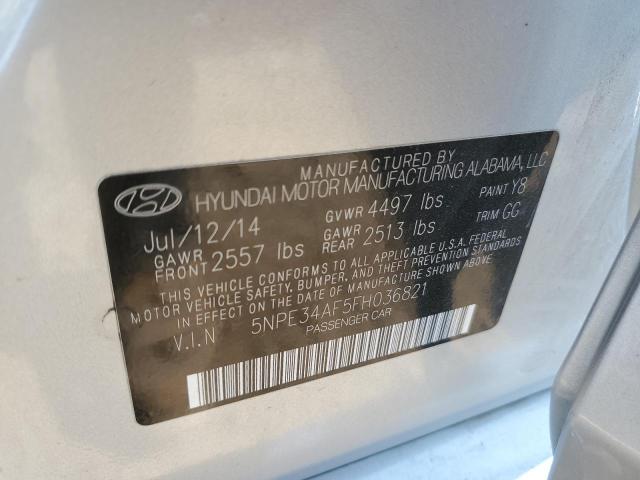 MANUFACTURED BY
HYUNDAI MOTOR MANUFACTURING ALABAMA, LLC
Jul/12/14 GVWR 4497 lbs PAINT Y8
GAWR FRONT 2557 lbs GAWR REAR 2513 lbs TRIM GG
THIS VEHICLE CONFORMS TO ALL APPLICABLE U.S.A. FEDERAL
MOTOR VEHICLE SAFETY, BUMPER, AND THEFT PREVENTION STANDARDS
IN EFFECT ON THE DATE OF MANUFACTURE SHOWN ABOVE
V.I.N 5NPE34AF5FH036821
PASSENGER CAR